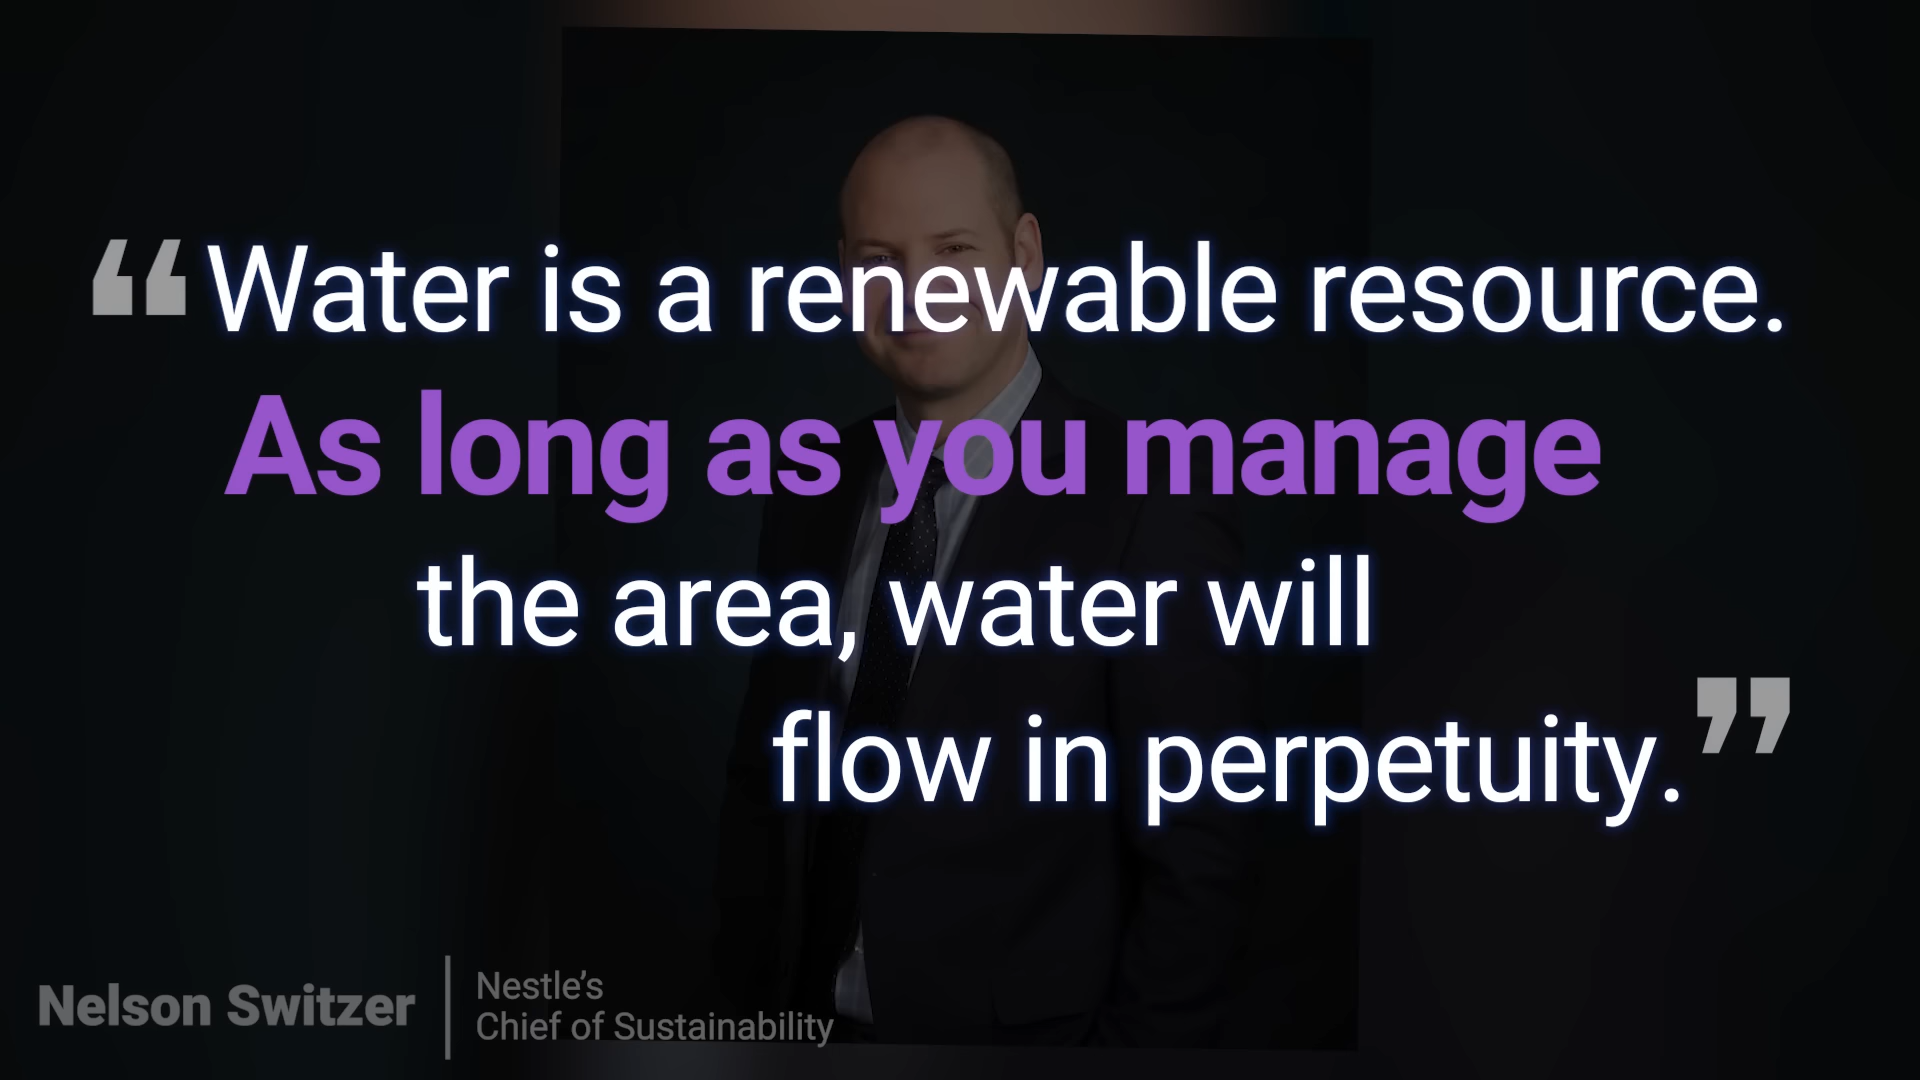 “Water is a renewable resource.
As long as you manage
the area, water will
flow in perpetuity.”
Nelson Switzer
Nestle’s
Chief of Sustainability